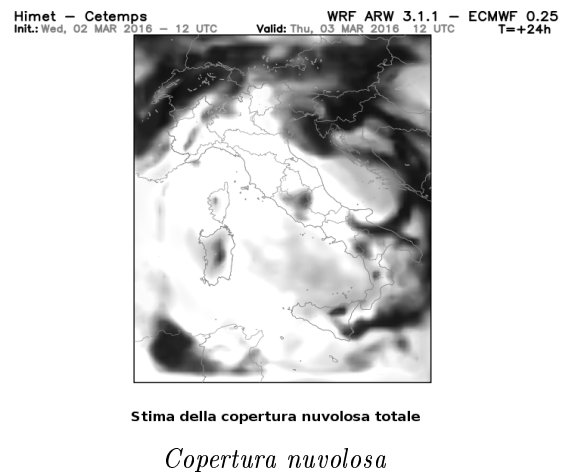 Himet – Cetemps WRF ARW 3.1.1 – ECMWF 0.25
Init.: Wed, 02 MAR 2016 – 12 UTC Valid: Thu, 03 MAR 2016 12 UTC T=+24h
Stima della copertura nuvolosa totale
Copertura nuvolosa